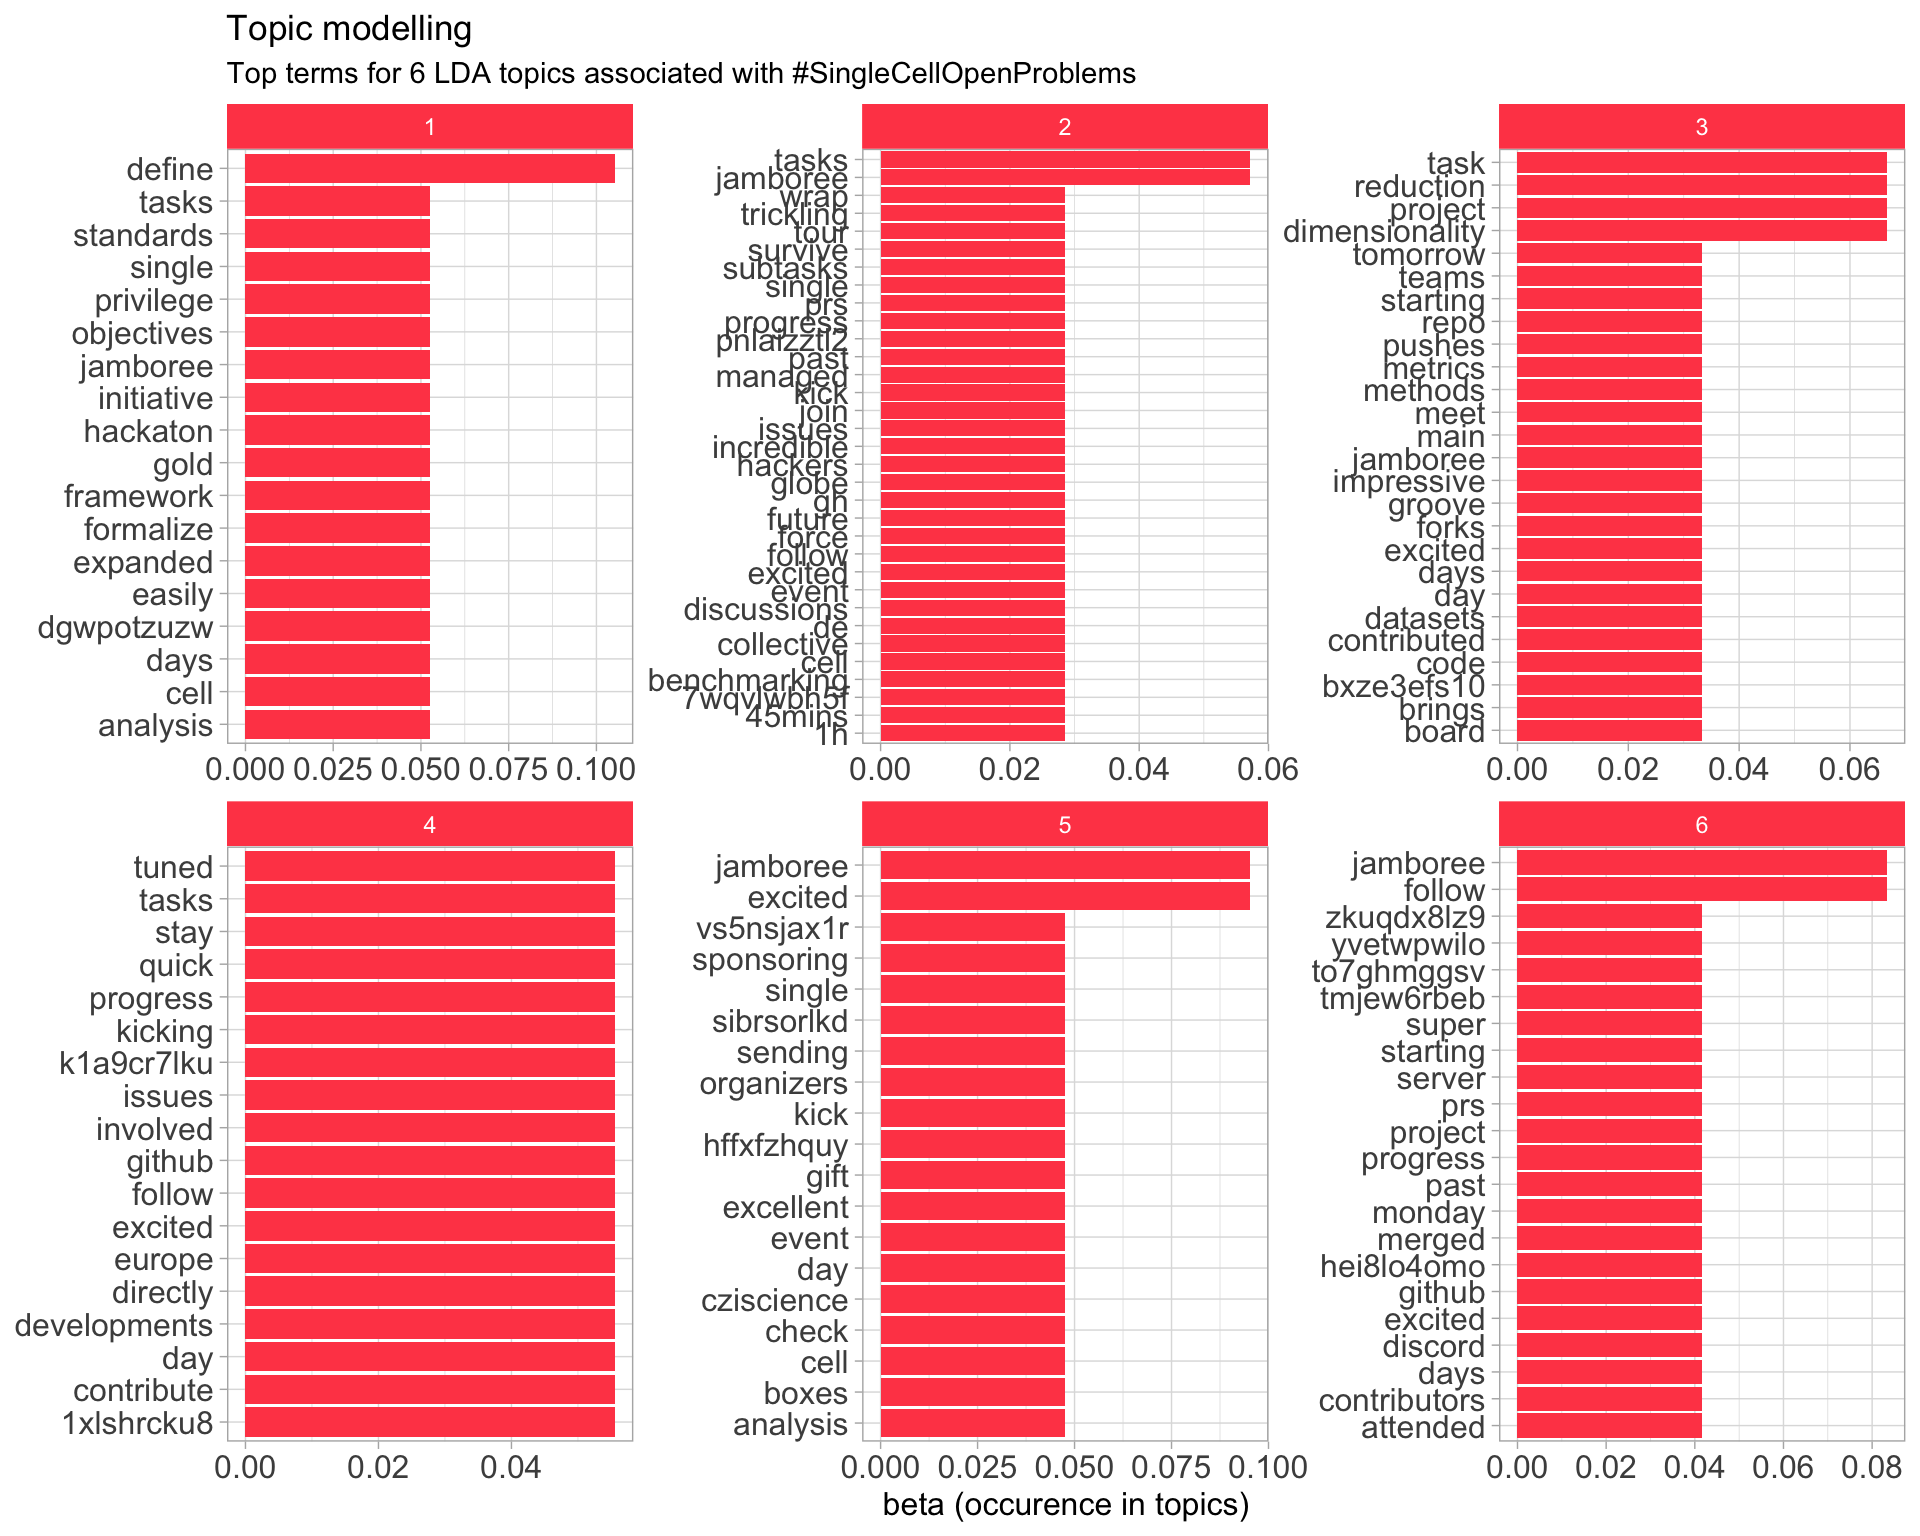 Topic modelling
Top terms for 6 LDA topics associated with #SingleCellOpenProblems
1
define
tasks
standards
single
privilege
objectives
jamboree
initiative
hackaton
gold
framework
formalize
expanded
easily
dgwpotzuzw
days
cell
analysis
0.000 0.025 0.050 0.075 0.100
2
tasks
jamboree
wrap
trickling
tour
survive
subtasks
single
prs
progress
past
managed
kick
join
issues
incredible
hackers
globe
gh
future
force
follow
excited
event
discussions
de
collective
cell
benchmarking
7wqvlwbh5f
45mins
1h
0.00 0.02 0.04 0.06
3
task
reduction
project
dimensionality
tomorrow
teams
starting
repo
pushes
metrics
methods
meet
main
jamboree
impressive
groove
forks
excited
days
day
datasets
contributed
code
bxze3efs10
brings
board
0.00 0.02 0.04 0.06
4
tuned
tasks
stay
quick
progress
kicking
k1a9cr7lku
issues
involved
github
follow
excited
europe
directly
developments
day
contribute
1xlshrcku8
0.00 0.02 0.04
5
jamboree
excited
vs5nsjax1r
sponsoring
single
sibrsorlkd
sending
organizers
kick
hffxfzhquy
gift
excellent
event
day
cziscience
check
cell
boxes
analysis
0.000 0.025 0.050 0.075 0.100
6
jamboree
follow
zkuqdx8lz9
yvetwpwilo
to7ghmggsv
tmjew6rbeb
super
starting
server
prs
project
progress
past
monday
merged
hei8lo4omo
github
excited
discord
days
contributors
attended
0.00 0.02 0.04 0.06 0.08
beta (occurence in topics)